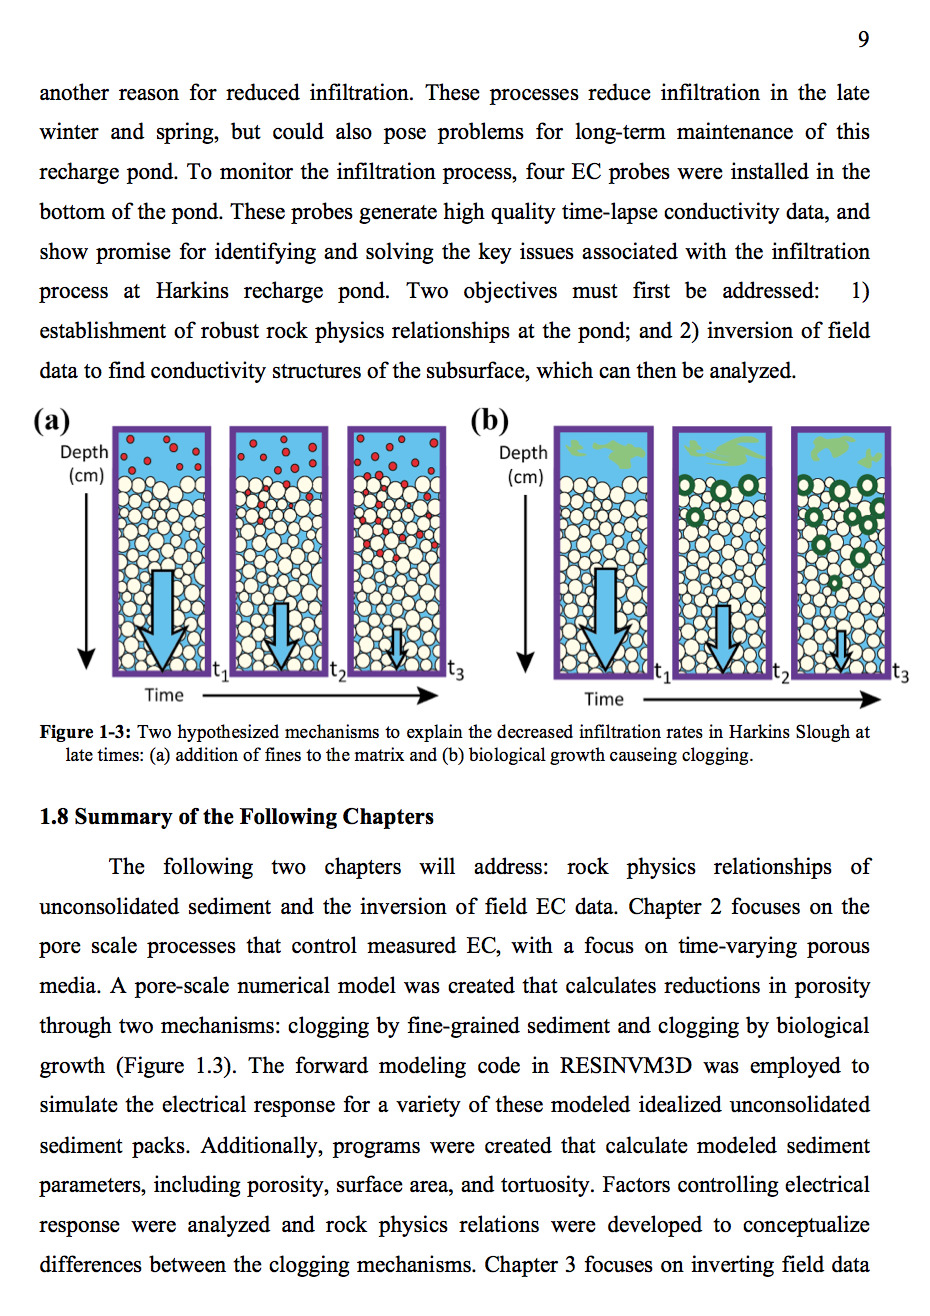 9
another reason for reduced infiltration. These processes reduce infiltration in the late
winter and spring, but could also pose problems for long-term maintenance of this
recharge pond. To monitor the infiltration process, four EC probes were installed in the
bottom of the pond. These probes generate high quality time-lapse conductivity data, and
show promise for identifying and solving the key issues associated with the infiltration
process at Harkins recharge pond. Two objectives must first be addressed: 1)
establishment of robust rock physics relationships at the pond; and 2) inversion of field
data to find conductivity structures of the subsurface, which can then be analyzed.
(a)
Depth
(cm)
t1
t2
t3
Time
(b)
Depth
(cm)
t1
t2
t3
Time
Figure 1-3: Two hypothesized mechanisms to explain the decreased infiltration rates in Harkins Slough at
late times: (a) addition of fines to the matrix and (b) biological growth causeing clogging.
1.8 Summary of the Following Chapters
The following two chapters will address: rock physics relationships of
unconsolidated sediment and the inversion of field EC data. Chapter 2 focuses on the
pore scale processes that control measured EC, with a focus on time-varying porous
media. A pore-scale numerical model was created that calculates reductions in porosity
through two mechanisms: clogging by fine-grained sediment and clogging by biological
growth (Figure 1.3). The forward modeling code in RESINVM3D was employed to
simulate the electrical response for a variety of these modeled idealized unconsolidated
sediment packs. Additionally, programs were created that calculate modeled sediment
parameters, including porosity, surface area, and tortuosity. Factors controlling electrical
response were analyzed and rock physics relations were developed to conceptualize
differences between the clogging mechanisms. Chapter 3 focuses on inverting field data